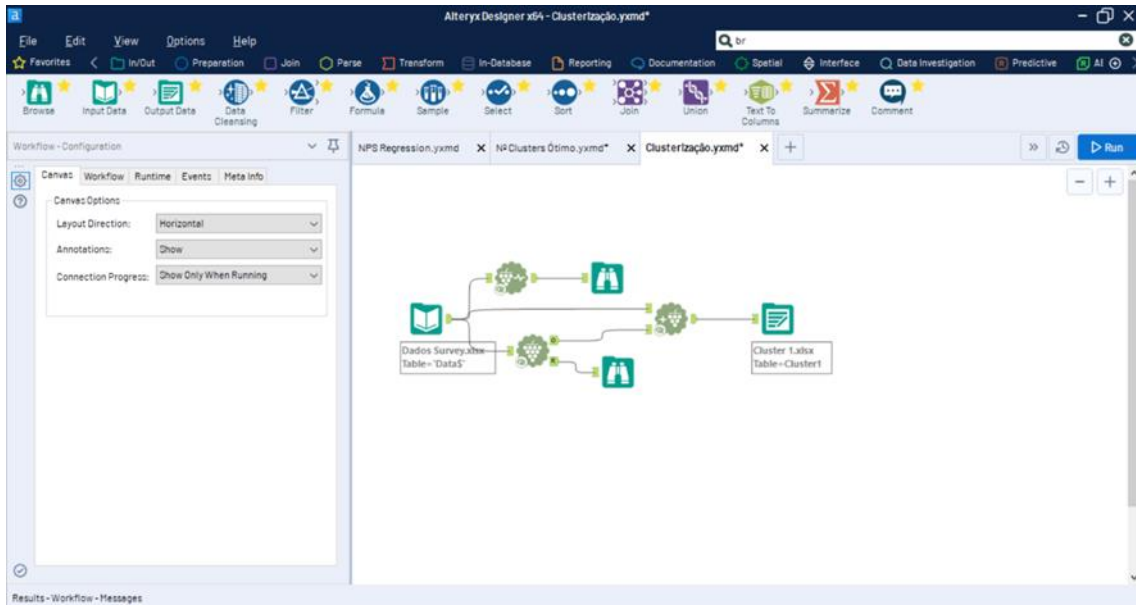 a
Alteryx Designer x64 - Clusterização.yxmd*
File Edit View Options Help
br
Favorites In/Out Preparation Join Parse Transform In-Database Reporting Documentation Spatial Interface Data Investigation Predictive AI
Browse Input Data Output Data Data Cleansing Filter Formula Sample Select Sort Join Union Text To Columns Summarize Comment
Workflow - Configuration
NPS Regression.yxmd Nº Clusters Ótimo.yxmd* Clusterização.yxmd* Run
Canvas Workflow Runtime Events Meta Info
Canvas Options
Layout Direction: Horizontal
Annotations: Show
Connection Progress: Show Only When Running
Dados Survey.xlsx
Table=`Data$`
O
R
Cluster 1.xlsx
Table=Cluster1
Results - Workflow - Messages